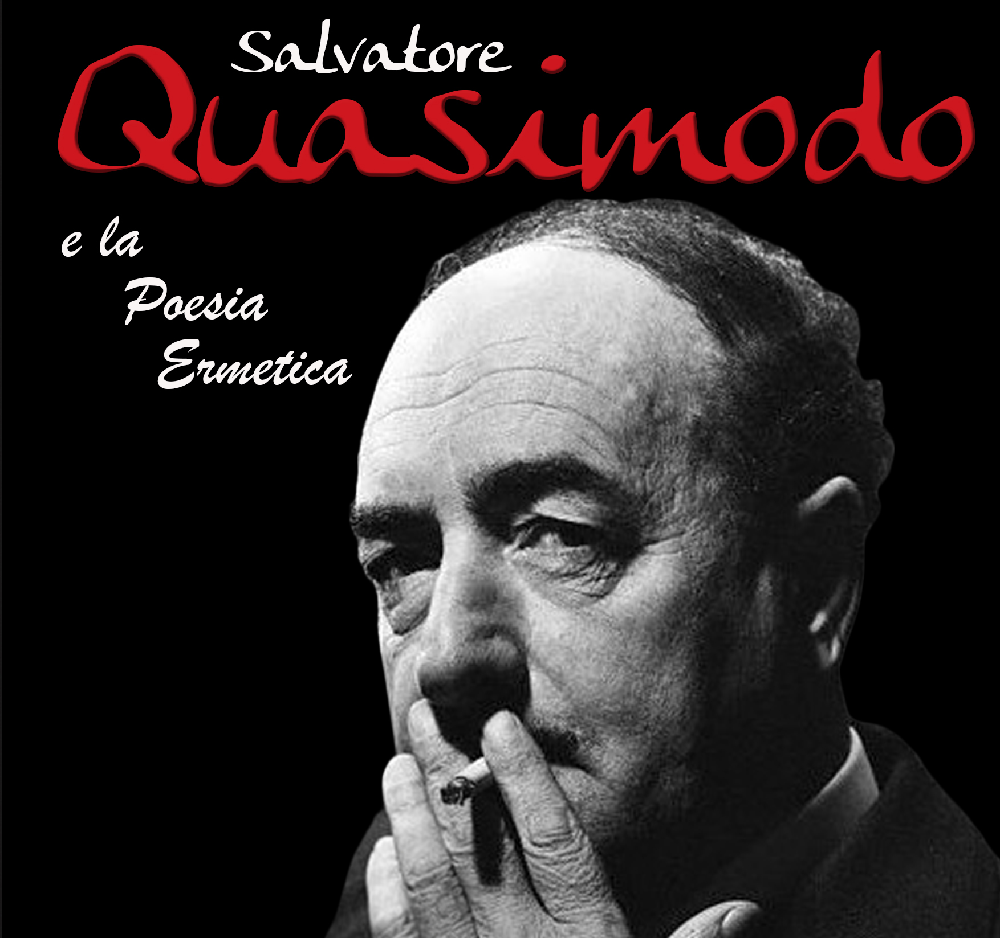 Salvatore
Quasimodo
e la
Poesia
Ermetica